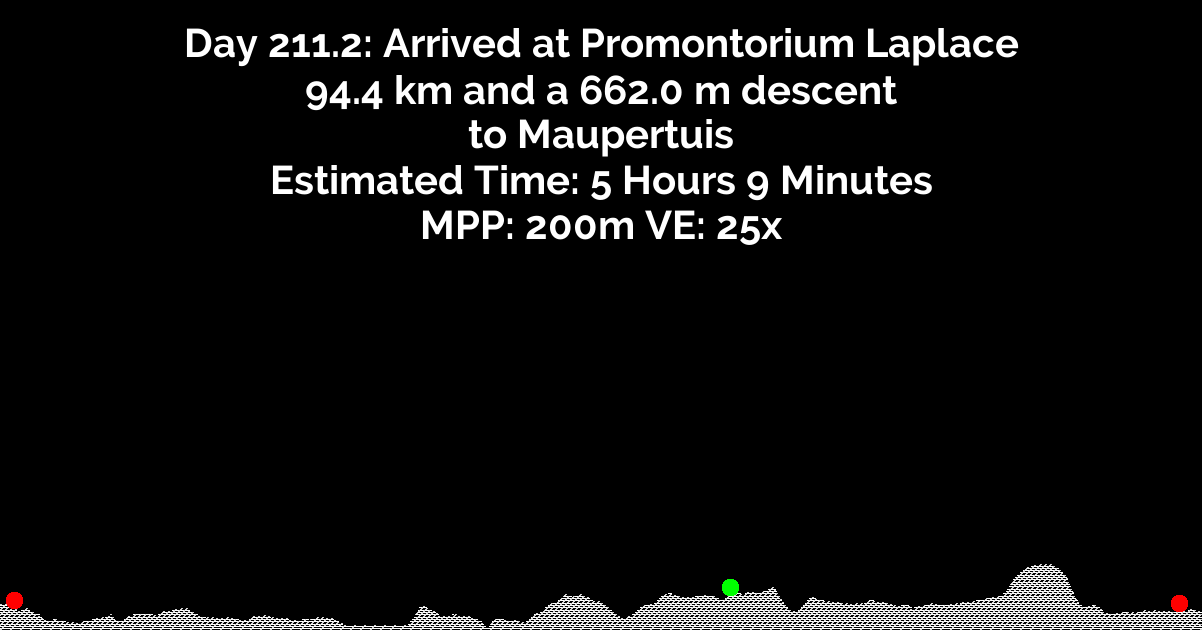 Day 211.2: Arrived at Promontorium Laplace
94.4 km and a 662.0 m descent
to Maupertuis
Estimated Time: 5 Hours 9 Minutes
MPP: 200m VE: 25x